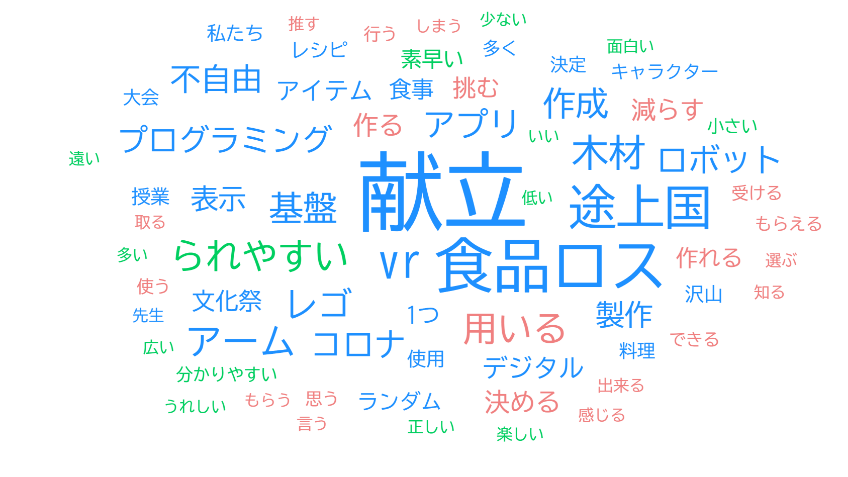 少ない
推す
しまう
私たち
行う
レシピ
多く
面白い
素早い
決定
キャラクター
不自由
アイテム
食事
挑む
大会
作成
減らす
作る
アプリ
小さい
いい
プログラミング
木材
ロボット
遠い
献立
授業
表示
基盤
低い
途上国
受ける
取る
もらえる
多い
られやすい
vr
食品ロス
作れる
選ぶ
使う
文化祭
レゴ
沢山
知る
先生
1つ
用いる
製作
広い
アーム
コロナ
使用
できる
料理
分かりやすい
デジタル
出来る
うれしい
もらう
思う
ランダム
決める
感じる
言う
正しい
楽しい